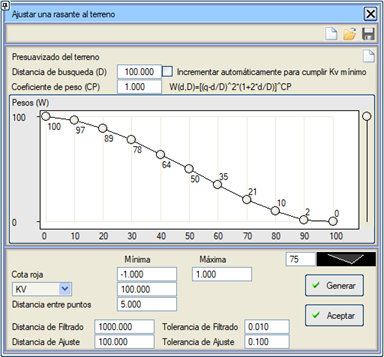 Ajustar una rasante al terreno
Presuavizado del terreno
Distancia de busqueda (D) 100.000 Incrementar automáticamente para cumplir Kv mínimo
Coeficiente de peso (CP) 1.000 W(d,D)=[(q-d/D)^2*(1+2*d/D)]^CP
Pesos (W)
100
100
97
89
78
64
50
35
21
10
2
0
0
0 10 20 30 40 50 60 70 80 90 100
Mínima Máxima 75
Cota roja -1.000 1.000
KV 100.000
Generar
Distancia entre puntos 5.000
Aceptar
Distancia de Filtrado 1000.000 Tolerancia de Filtrado 0.010
Distancia de Ajuste 100.000 Tolerancia de Ajuste 0.100